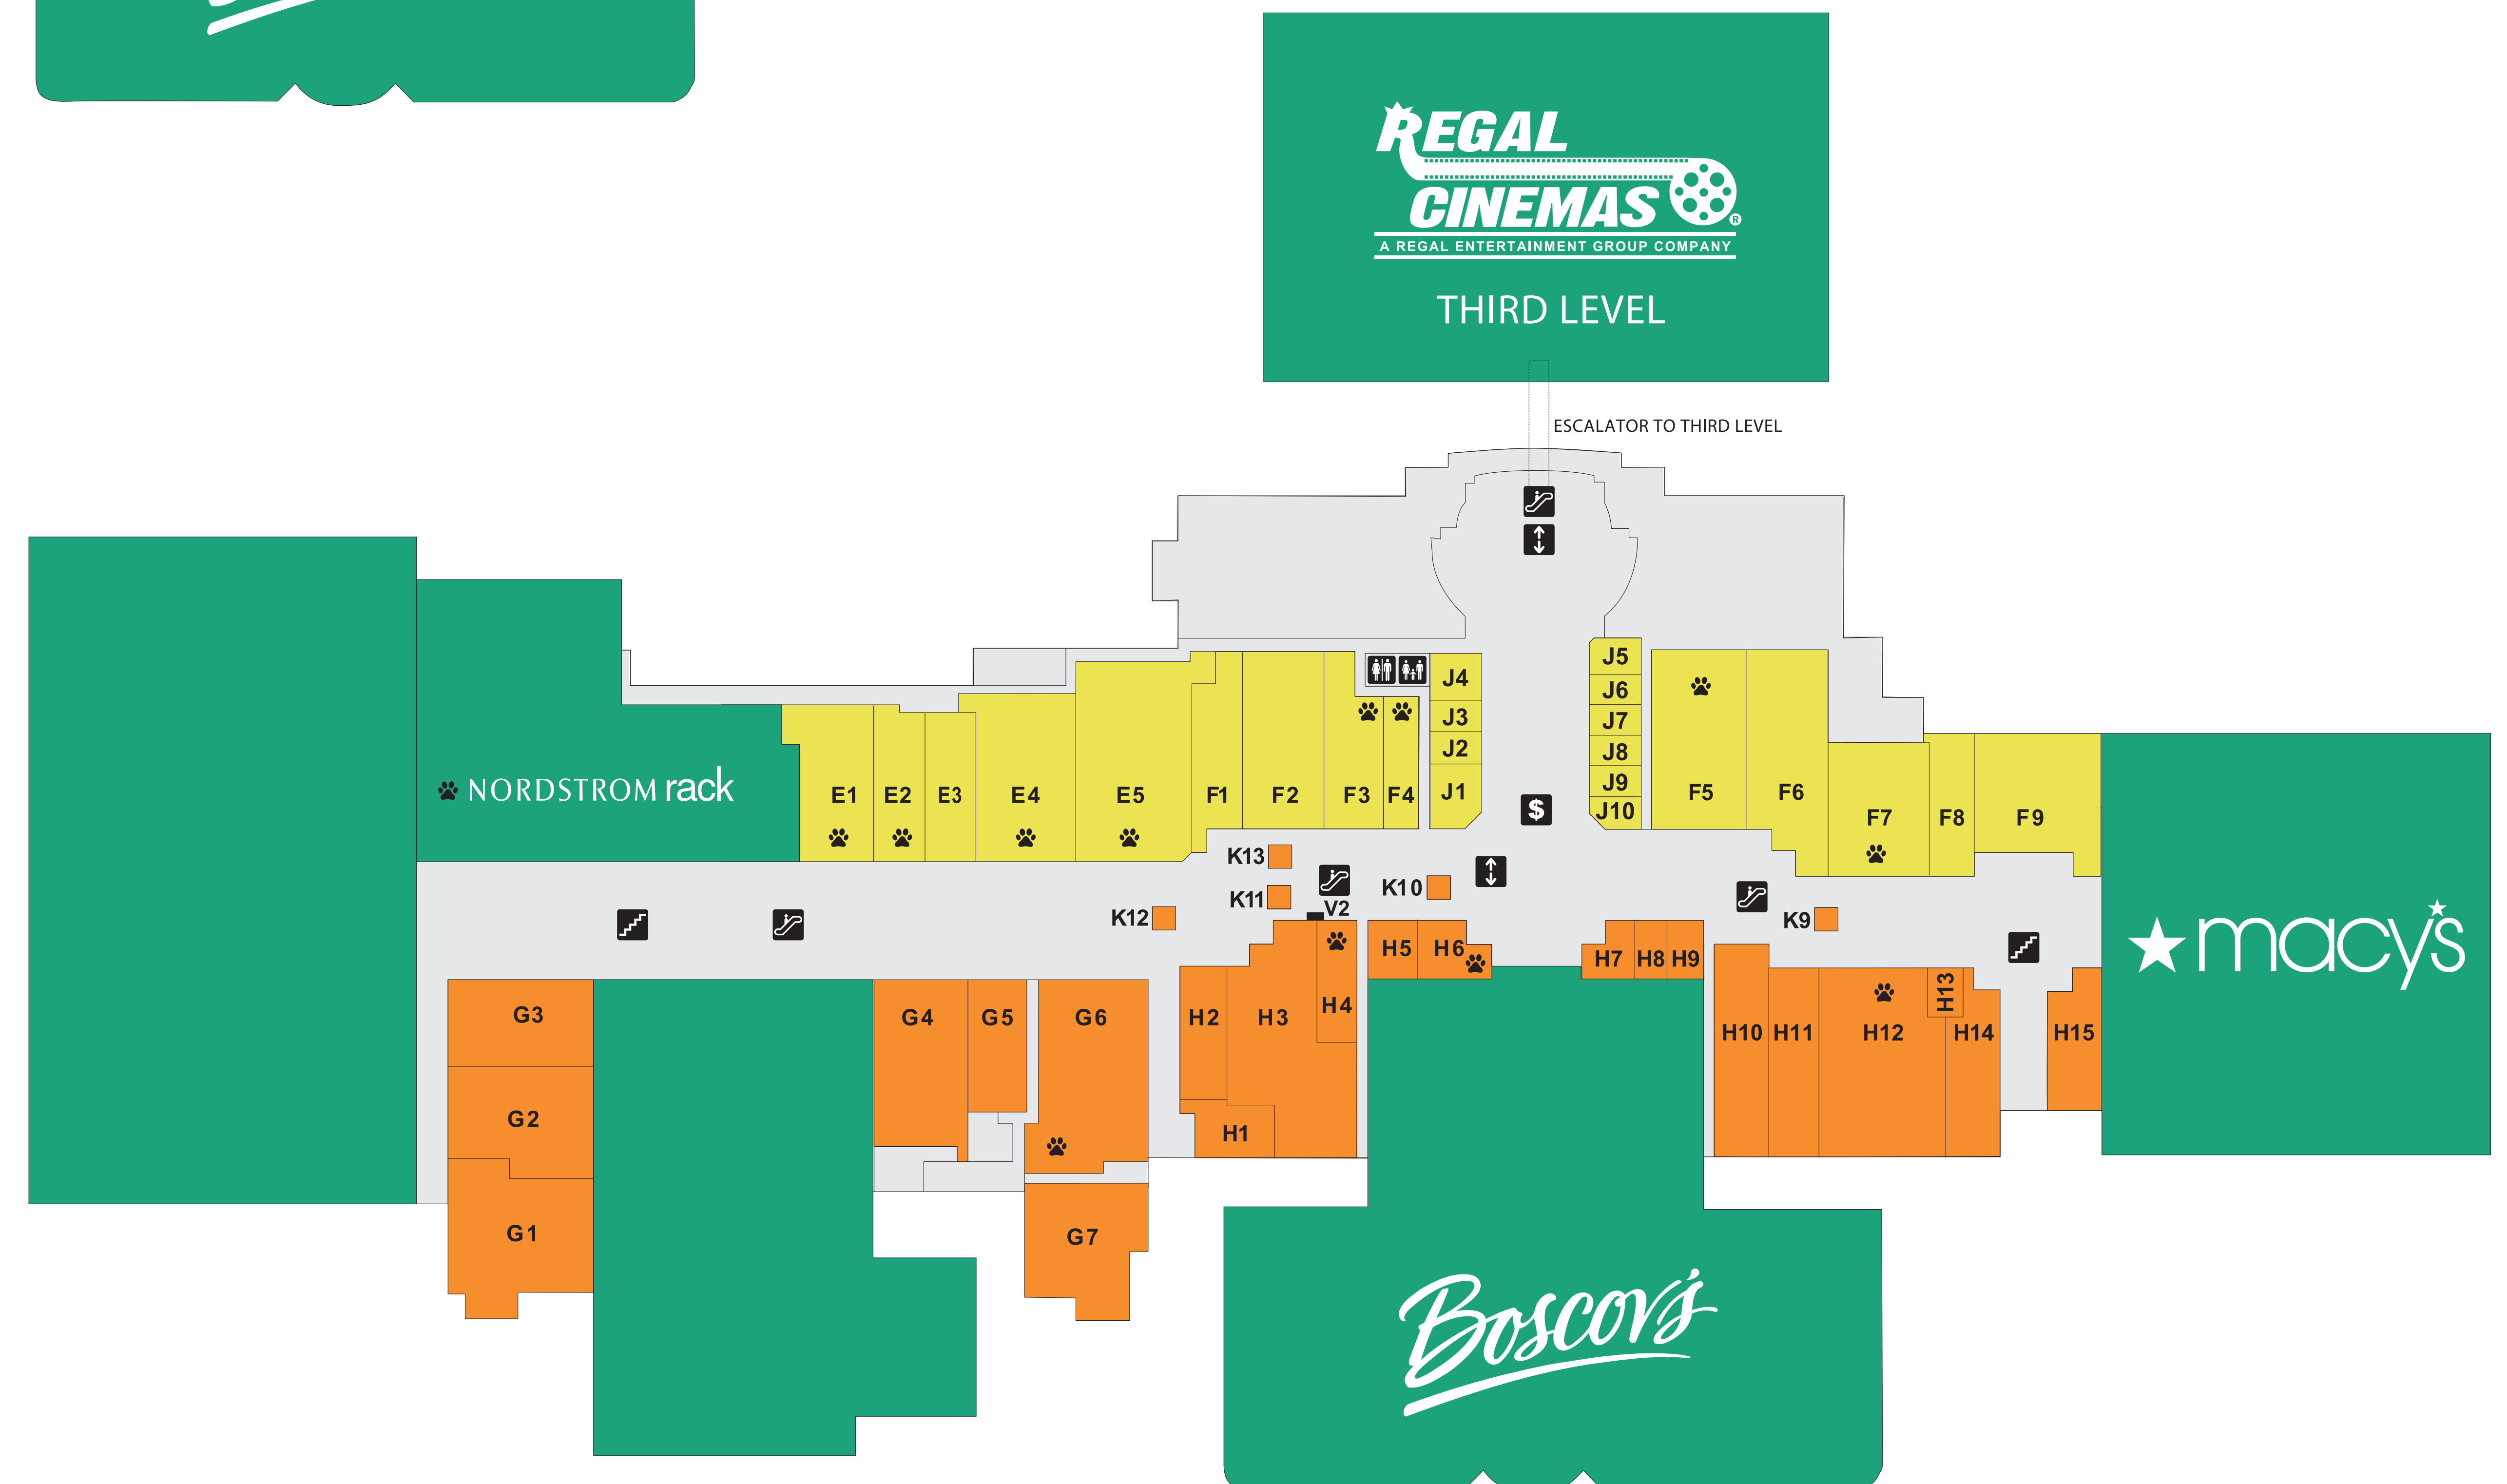 REGAL
CINEMAS®
A REGAL ENTERTAINMENT GROUP COMPANY
THIRD LEVEL
ESCALATOR TO THIRD LEVEL
NORDSTROM rack
E1
E2
E3
E4
E5
F1
F2
F3
F4
J4
J3
J2
J1
J5
J6
J7
J8
J9
J10
$
F5
F6
F7
F8
F9
K13
K11
K12
V2
K10
K9
macy's
G3
G2
G1
G4
G5
G6
G7
H2
H3
H4
H1
H5
H6
H7
H8
H9
H10
H11
H12
H13
H14
H15
Boscov's